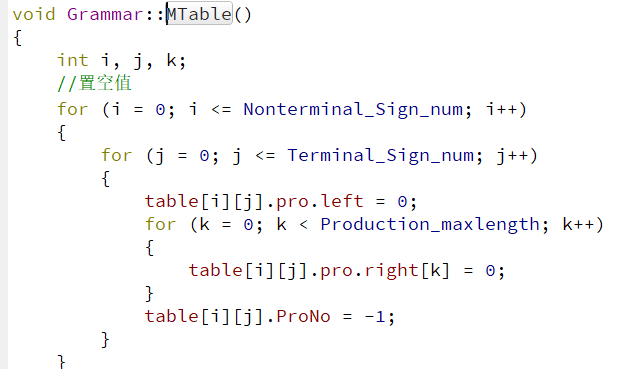 void Grammar::MTable()
{
    int i, j, k;
    //置空值
    for (i = 0; i <= Nonterminal_Sign_num; i++)
    {
        for (j = 0; j <= Terminal_Sign_num; j++)
        {
            table[i][j].pro.left = 0;
            for (k = 0; k < Production_maxlength; k++)
            {
                table[i][j].pro.right[k] = 0;
            }
            table[i][j].ProNo = -1;
        }
    }